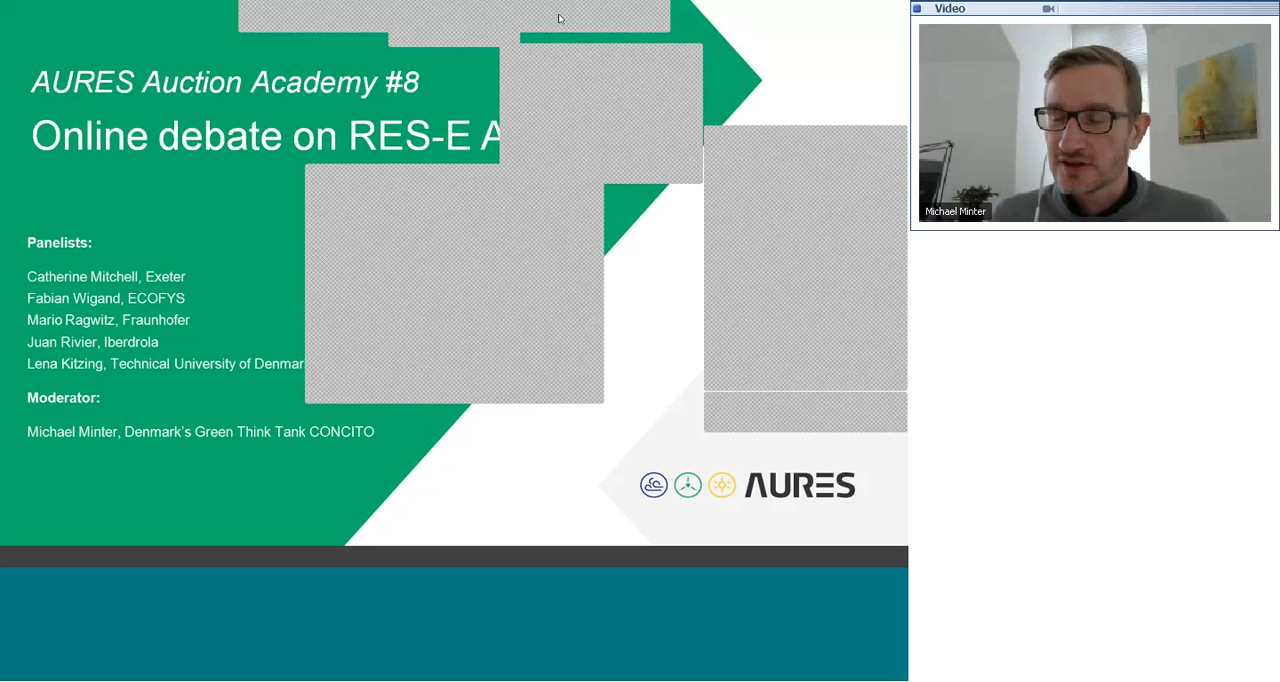 AURES Auction Academy #8
Online debate on RES-E
Panelists:
Catherine Mitchell, Exeter
Fabian Wigand, ECOFYS
Mario Ragwitz, Fraunhofer
Juan Rivier, Iberdrola
Lena Kitzing, Technical University of
Moderator:
Michael Minter, Denmark's Green Think Tank CONCITO
AURES
Video
Michael Minter